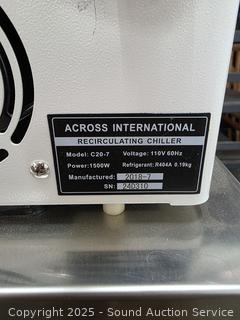 ACROSS INTERNATIONAL
RECIRCULATING CHILLER
Model: C20-7 Voltage: 110V 60Hz
Power:1500W Refrigerant: R404A 0.19kg
Manufactured: 2018-7
SN: 240310
Copyright 2025 - Sound Auction Service